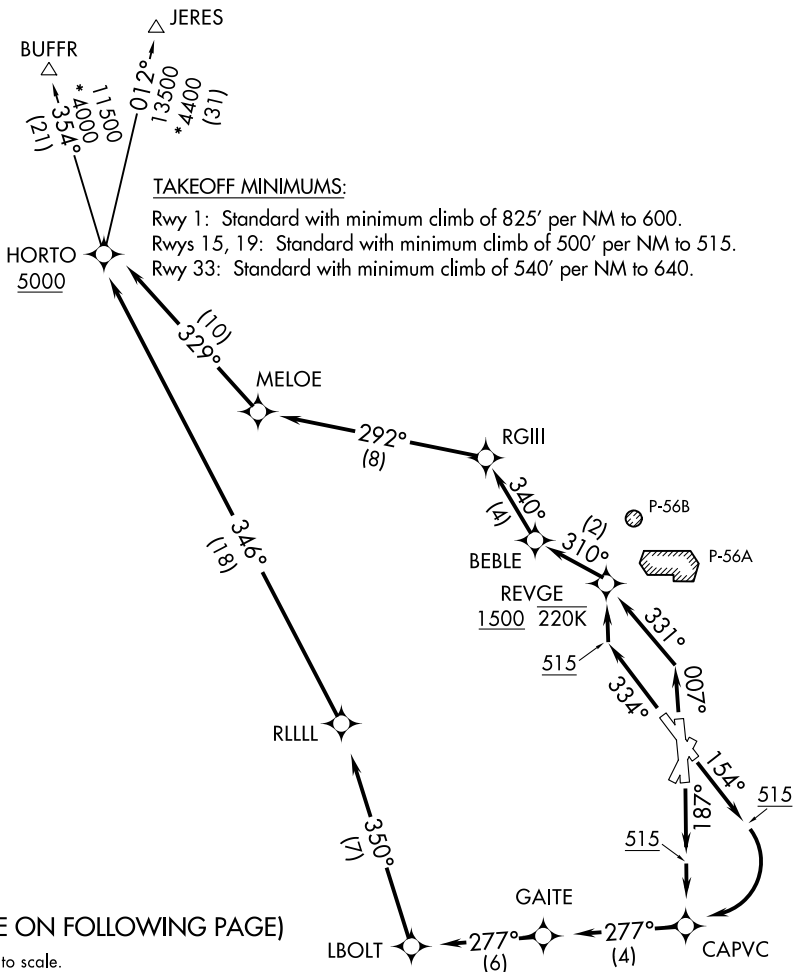 JERES
BUFFR
012°
13500
*4400
(31)
11500
*4000
354°
(21)
TAKEOFF MINIMUMS:
Rwy 1: Standard with minimum climb of 825' per NM to 600.
Rwys 15, 19: Standard with minimum climb of 500' per NM to 515.
Rwy 33: Standard with minimum climb of 540' per NM to 640.
HORTO
5000
(10)
329°
MELOE
292°
(8)
RGIII
340°
(4)
P-56B
(2)
310°
P-56A
BEBLE
REVGE
1500 220K
346°
(18)
331°
515
334°
007°
RLLLL
154°
515
187°
350°
(7)
515
GAITE
E ON FOLLOWING PAGE)
LBOLT
277°
(6)
277°
(4)
CAPVC
to scale.